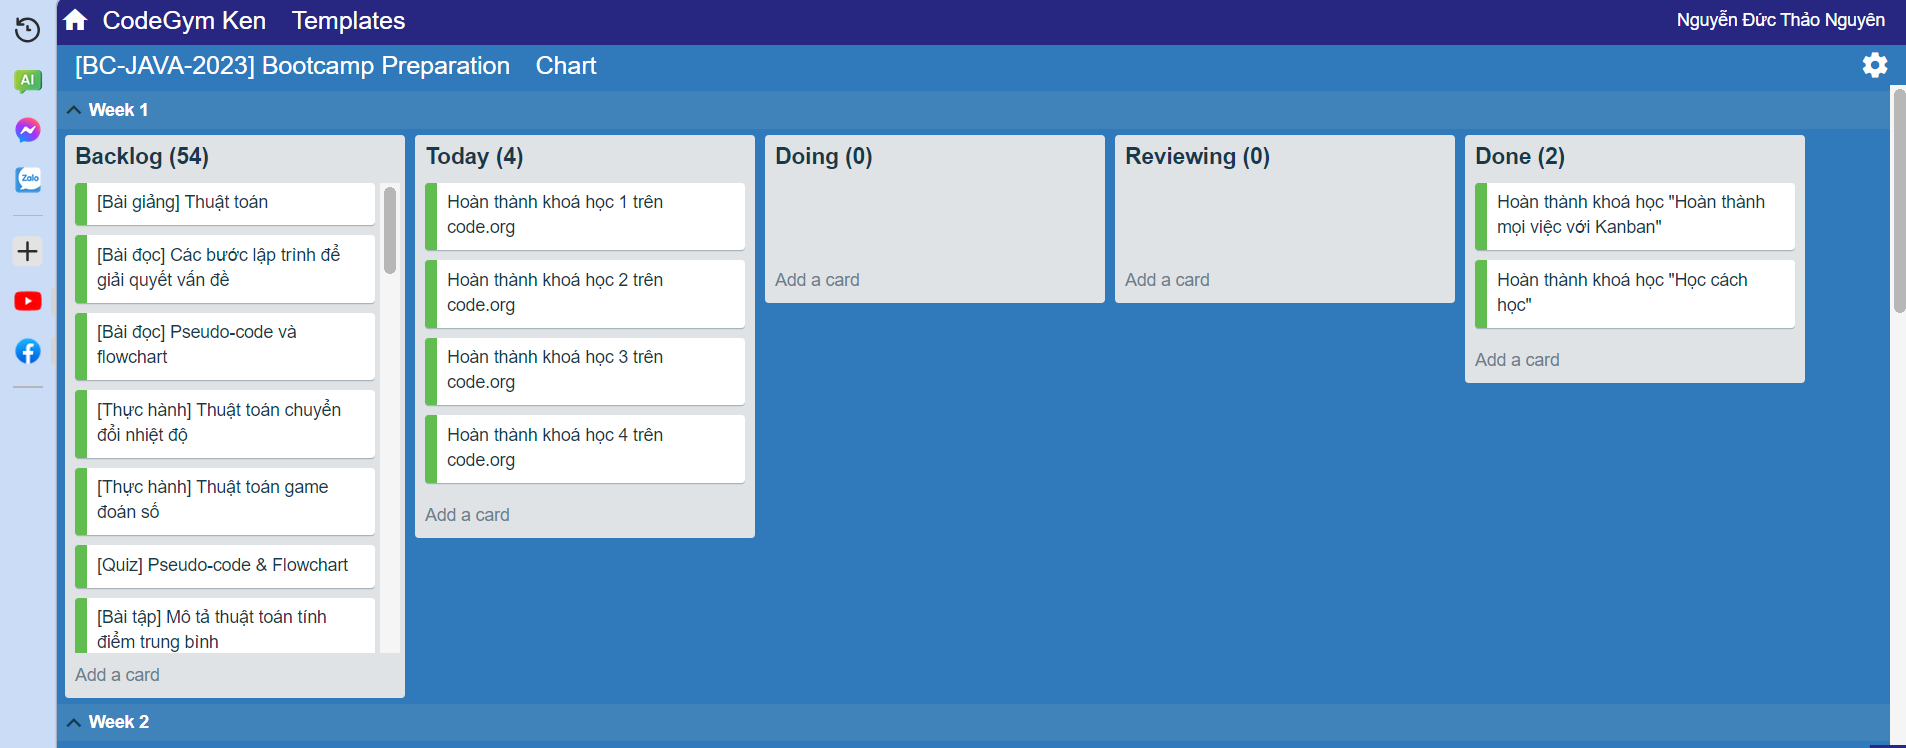 CodeGym Ken Templates
Nguyễn Đức Thảo Nguyên
AI
Zalo
[BC-JAVA-2023] Bootcamp Preparation Chart
Week 1
Backlog (54)
[Bài giảng] Thuật toán
[Bài đọc] Các bước lập trình để
giải quyết vấn đề
[Bài đọc] Pseudo-code và
flowchart
[Thực hành] Thuật toán chuyển
đổi nhiệt độ
[Thực hành] Thuật toán game
đoán số
[Quiz] Pseudo-code & Flowchart
[Bài tập] Mô tả thuật toán tính
điểm trung bình
Add a card
Today (4)
Hoàn thành khoá học 1 trên
code.org
Hoàn thành khoá học 2 trên
code.org
Hoàn thành khoá học 3 trên
code.org
Hoàn thành khoá học 4 trên
code.org
Add a card
Doing (0)
Add a card
Reviewing (0)
Add a card
Done (2)
Hoàn thành khoá học "Hoàn thành
mọi việc với Kanban"
Hoàn thành khoá học "Học cách
học"
Add a card
Week 2